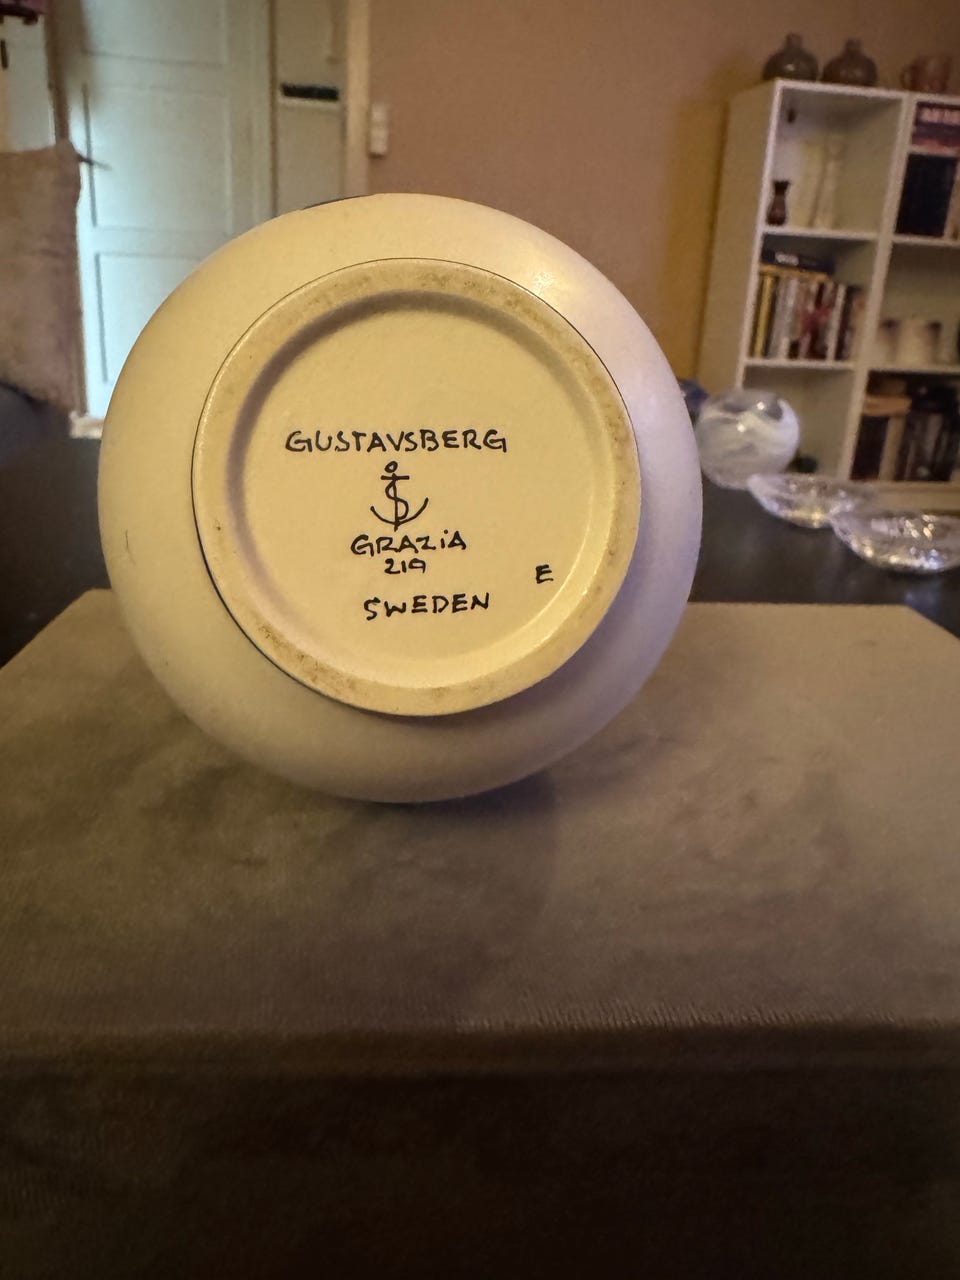 GUSTAVSBERG
GRAZIA
219
E
SWEDEN